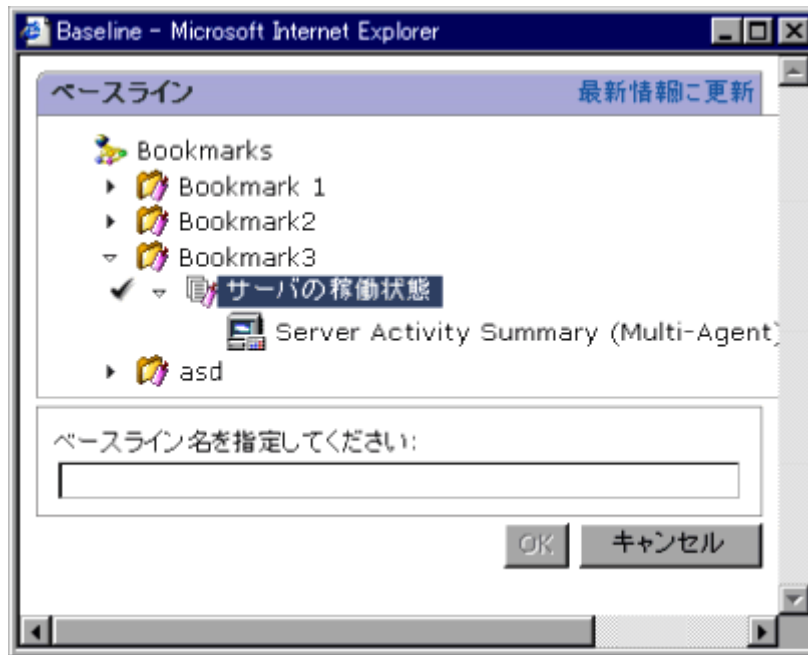 Baseline - Microsoft Internet Explorer
ベースライン 最新情報に更新
Bookmarks
Bookmark 1
Bookmark2
Bookmark3
サーバの稼働状態
Server Activity Summary (Multi-Agent)
asd
ベースライン名を指定してください:
OK キャンセル